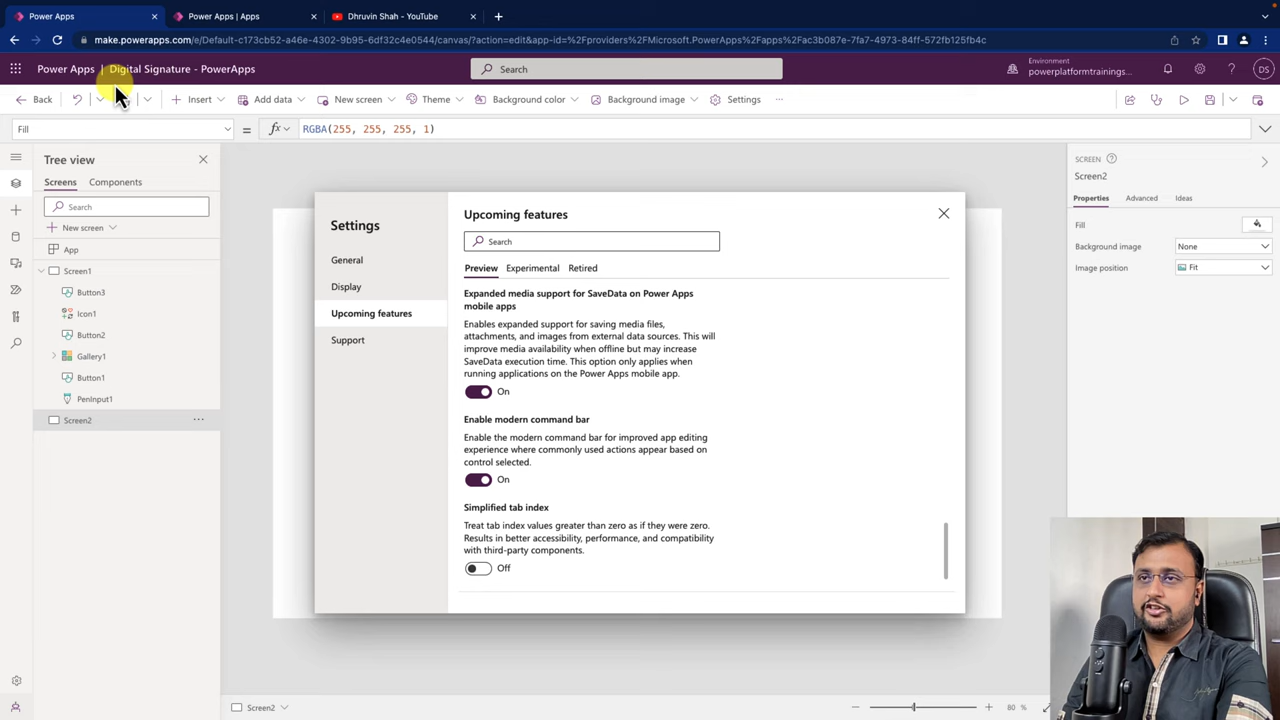 Power Apps
Power Apps | Apps
Dhruvin Shah - YouTube
make.powerapps.com/e/Default-c173cb52-a46e-4302-9b95-6df32c4e0544/canvas/?action=edit&app-id=%2Fproviders%2FMicrosoft.PowerApps%2Fapps%2Fac3b087e-7fa7-4973-84ff-572fb125fb4c
Power Apps | Digital Signature - PowerApps
Search
Environment
powerplatformtrainings...
DS
Back
Insert
Add data
New screen
Theme
Background color
Background image
Settings
Fill
=
fx
RGBA(255, 255, 255, 1)
Tree view
Screens
Components
Search
New screen
App
Screen1
Button3
Icon1
Button2
Gallery1
Button1
PenInput1
Screen2
Settings
General
Display
Upcoming features
Support
Upcoming features
Search
Preview
Experimental
Retired
Expanded media support for SaveData on Power Apps
mobile apps
Enables expanded support for saving media files,
attachments, and images from external data sources. This will
improve media availability when offline but may increase
SaveData execution time. This option only applies when
running applications on the Power Apps mobile app.
On
Enable modern command bar
Enable the modern command bar for improved app editing
experience where commonly used actions appear based on
control selected.
On
Simplified tab index
Treat tab index values greater than zero as if they were zero.
Results in better accessibility, performance, and compatibility
with third-party components.
Off
SCREEN
Screen2
Properties
Advanced
Ideas
Fill
Background image
None
Image position
Fit
Screen2
80 %